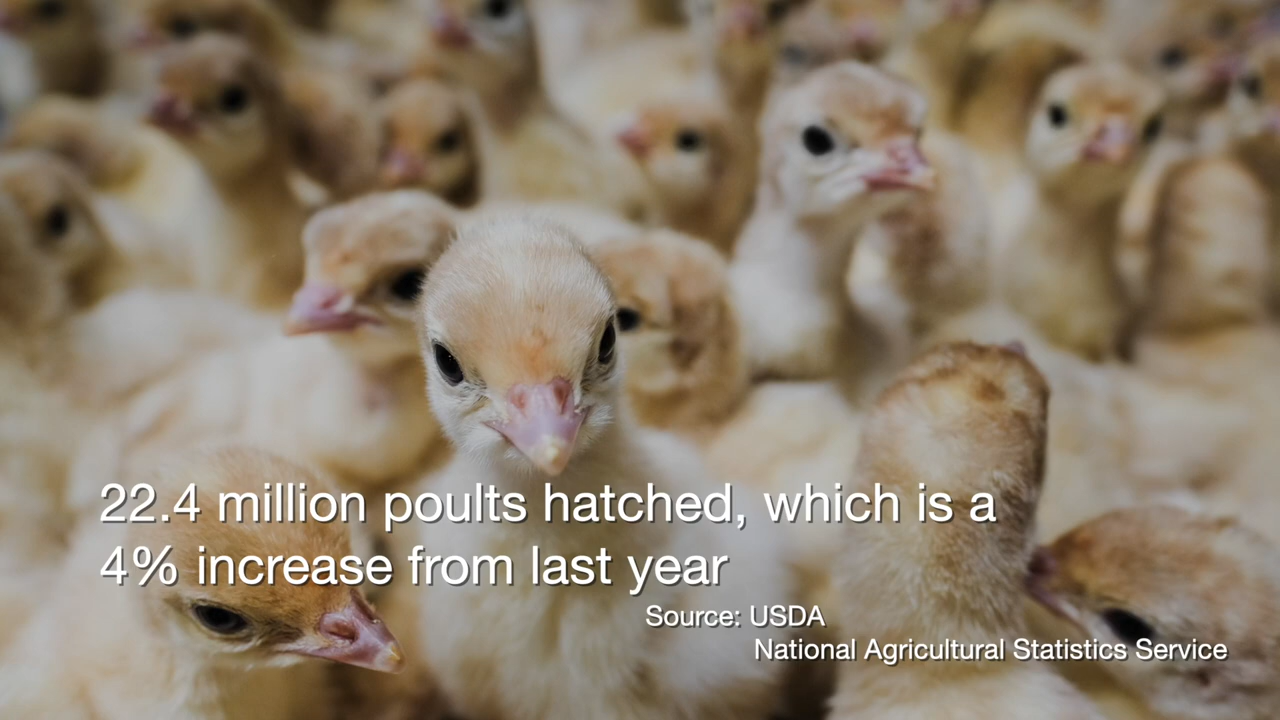 22.4 million poults hatched, which is a
4% increase from last year
Source: USDA
National Agricultural Statistics Service